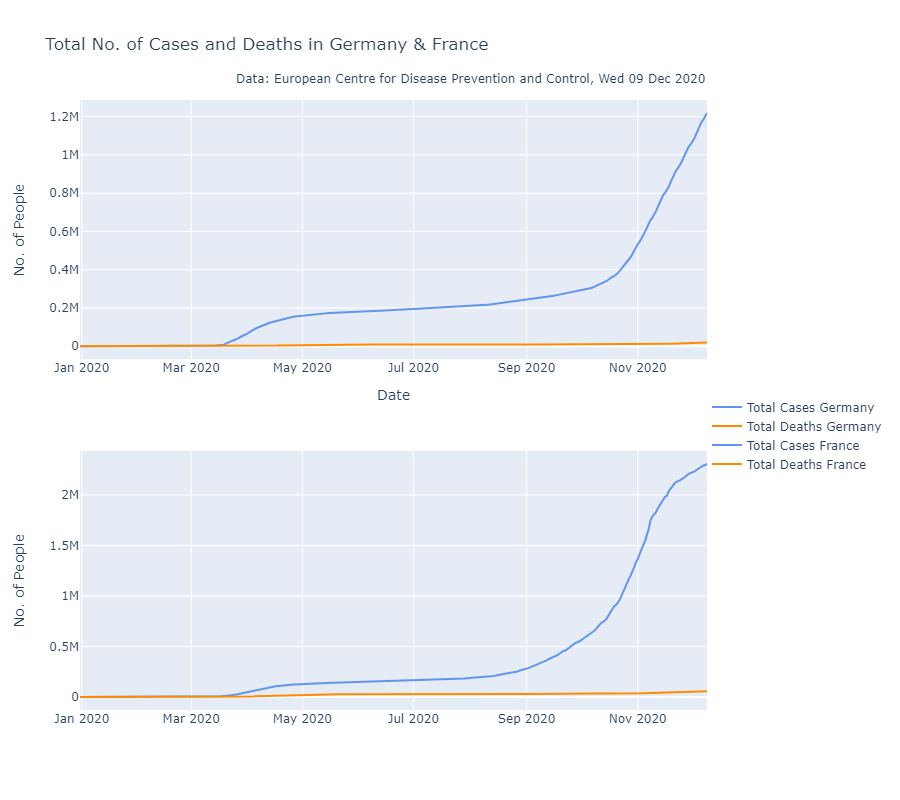 Total No. of Cases and Deaths in Germany & France
Data: European Centre for Disease Prevention and Control, Wed 09 Dec 2020
No. of People
1.2M
1M
0.8M
0.6M
0.4M
0.2M
0
Jan 2020 Mar 2020 May 2020 Jul 2020 Sep 2020 Nov 2020
Date
Total Cases Germany
Total Deaths Germany
Total Cases France
Total Deaths France
No. of People
2M
1.5M
1M
0.5M
0
Jan 2020 Mar 2020 May 2020 Jul 2020 Sep 2020 Nov 2020